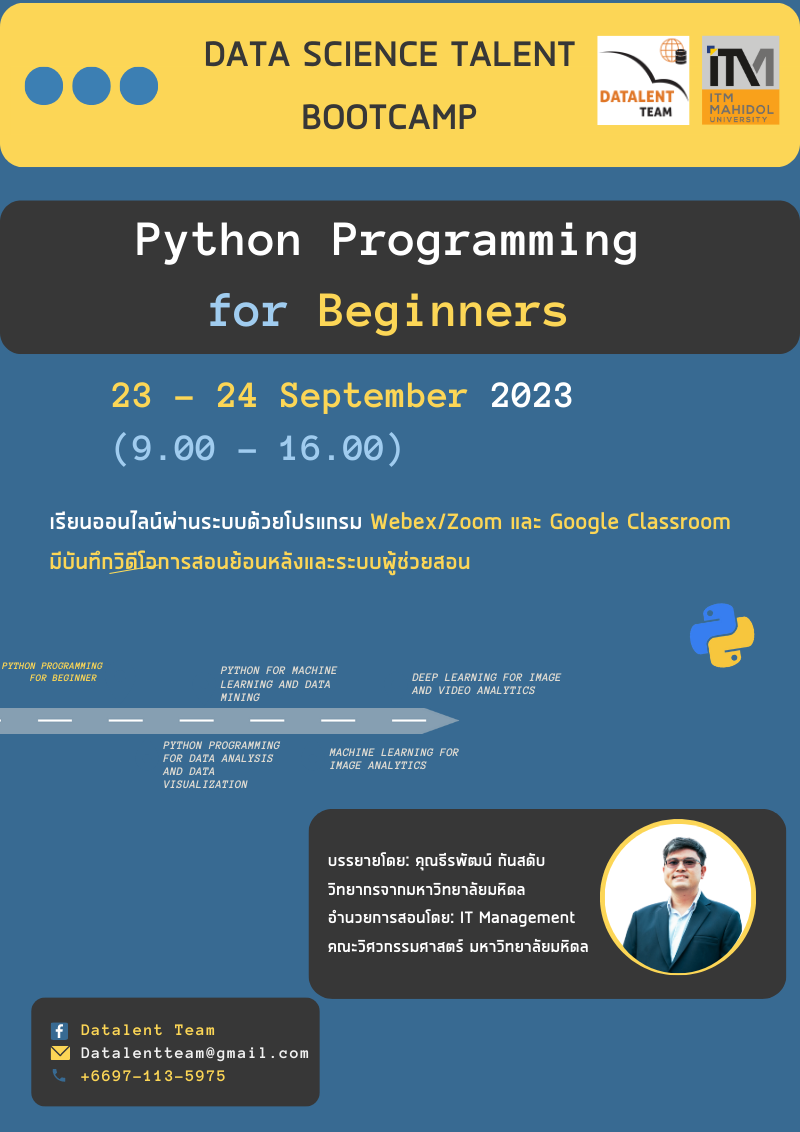 DATA SCIENCE TALENT
BOOTCAMP
DATALENT
TEAM
iTM
ITM
MAHIDOL
UNIVERSITY
Python Programming
for Beginners
23 - 24 September 2023
(9.00 - 16.00)
เรียนออนไลน์ผ่านระบบด้วยโปรแกรม Webex/Zoom และ Google Classroom
มีบันทึกวิดีโอการสอนย้อนหลังและระบบผู้ช่วยสอน
PYTHON PROGRAMMING
FOR BEGINNER
PYTHON FOR MACHINE
LEARNING AND DATA
MINING
DEEP LEARNING FOR IMAGE
AND VIDEO ANALYTICS
PYTHON PROGRAMMING
FOR DATA ANALYSIS
AND DATA
VISUALIZATION
MACHINE LEARNING FOR
IMAGE ANALYTICS
บรรยายโดย: คุณธีรพัฒน์ กันสดับ
วิทยากรจากมหาวิทยาลัยมหิดล
อำนวยการสอนโดย: IT Management
คณะวิศวกรรมศาสตร์ มหาวิทยาลัยมหิดล
Datalent Team
Datalentteam@gmail.com
+6697-113-5975